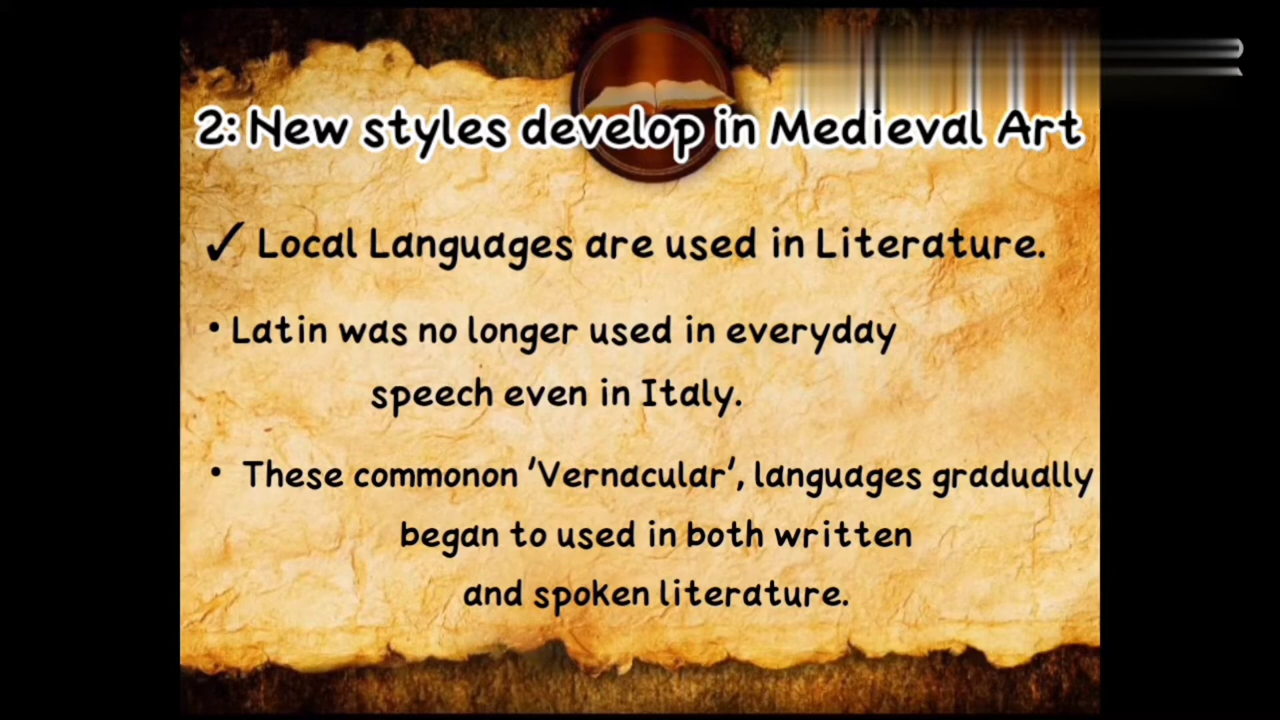 2: New styles develop in Medieval Art
✓ Local Languages are used in Literature.
• Latin was no longer used in everyday
speech even in Italy.
• These commonon 'Vernacular', languages gradually
began to used in both written
and spoken literature.